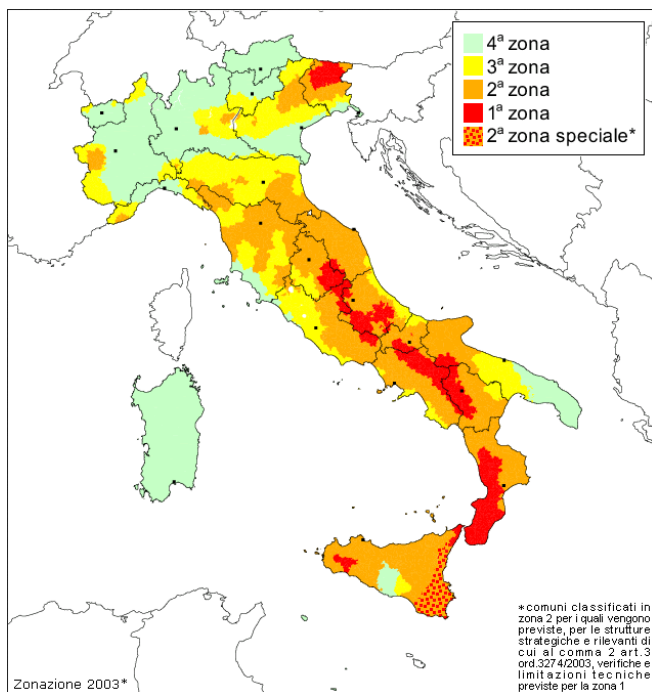 4ª zona
3ª zona
2ª zona
1ª zona
2ª zona speciale*
*comuni classificati in
zona 2 per i quali vengono
previste, per le strutture
strategiche e rilevanti di
cui al comma 2 art.3
ord.3274/2003, verifiche e
limitazioni tecniche
previste per la zona 1
Zonazione 2003*